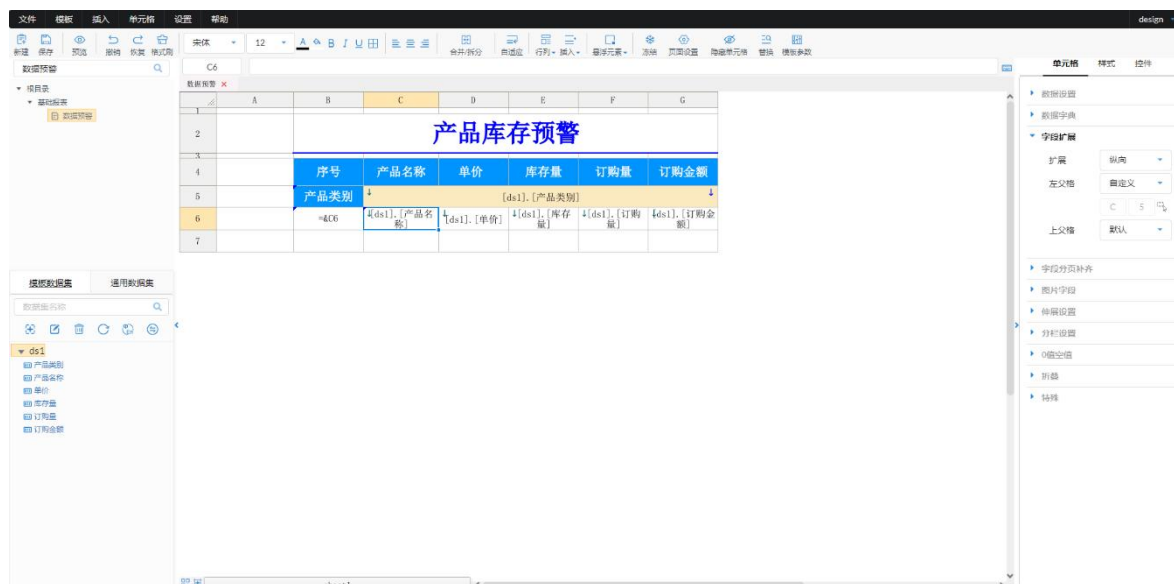 文件 模板 插入 单元格 设置 帮助 design
新建 保存 预览 撤销 恢复 格式刷 宋体 12 A B I U 合并/拆分 自适应 行列 插入 悬浮元素 冻结 页面设置 隐藏单元格 替换 模板参数
数据预警 C6 单元格 样式 控件
数据预警 ×
根目录
基础报表
数据预警
A B C D E F G
1
2 产品库存预警
3
4 序号 产品名称 单价 库存量 订购量 订购金额
5 产品类别 [ds1].[产品类别]
6 =&C6 [ds1].[产品名称] [ds1].[单价] [ds1].[库存量] [ds1].[订购量] [ds1].[订购金额]
7
数据设置
数据字典
字段扩展
扩展 纵向
左父格 自定义
C 5
上父格 默认
字段分页补齐
图片字段
伸展设置
分栏设置
0值空值
折叠
特殊
模板数据集 通用数据集
数据集名称
ds1
产品类别
产品名称
单价
库存量
订购量
订购金额